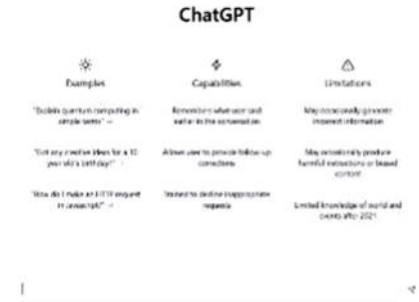 ChatGPT
Examples
Capabilities
Limitations
"Explain quantum computing in
simple terms" →
"Got any creative ideas for a 10
year old's birthday?" →
"How do I make an HTTP request
in Javascript?" →
Remembers what user said
earlier in the conversation
Allows user to provide follow-up
corrections
Trained to decline inappropriate
requests
May occasionally generate
incorrect information
May occasionally produce
harmful instructions or biased
content
Limited knowledge of world and
events after 2021